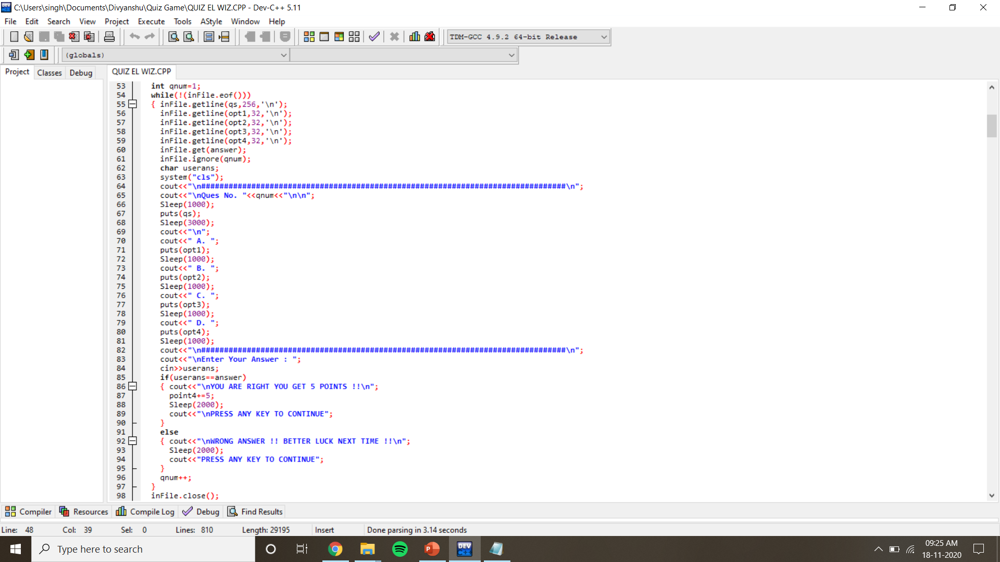 C:\Users\singh\Documents\Divyanshu\Quiz Game\QUIZ EL WIZ.CPP - Dev-C++ 5.11
File Edit Search View Project Execute Tools AStyle Window Help
TDM-GCC 4.9.2 64-bit Release
(globals)
Project Classes Debug QUIZ EL WIZ.CPP
53 int qnum=1;
54 while(!(inFile.eof()))
55 { inFile.getline(qs,256,'\n');
56 inFile.getline(opt1,32,'\n');
57 inFile.getline(opt2,32,'\n');
58 inFile.getline(opt3,32,'\n');
59 inFile.getline(opt4,32,'\n');
60 inFile.get(answer);
61 inFile.ignore(qnum);
62 char userans;
63 system("cls");
64 cout<<"\n################################################################################\n";
65 cout<<"\nQues No. "<<qnum<<"\n\n";
66 Sleep(1000);
67 puts(qs);
68 Sleep(3000);
69 cout<<"\n";
70 cout<<" A. ";
71 puts(opt1);
72 Sleep(1000);
73 cout<<" B. ";
74 puts(opt2);
75 Sleep(1000);
76 cout<<" C. ";
77 puts(opt3);
78 Sleep(1000);
79 cout<<" D. ";
80 puts(opt4);
81 Sleep(1000);
82 cout<<"\n################################################################################\n";
83 cout<<"\nEnter Your Answer : ";
84 cin>>userans;
85 if(userans==answer)
86 { cout<<"\nYOU ARE RIGHT YOU GET 5 POINTS !!\n";
87 point4+=5;
88 Sleep(2000);
89 cout<<"\nPRESS ANY KEY TO CONTINUE";
90 }
91 else
92 { cout<<"\nWRONG ANSWER !! BETTER LUCK NEXT TIME !!\n";
93 Sleep(2000);
94 cout<<"PRESS ANY KEY TO CONTINUE";
95 }
96 qnum++;
97 }
98 inFile.close();
Compiler Resources Compile Log Debug Find Results
Line: 48 Col: 39 Sel: 0 Lines: 810 Length: 29195 Insert Done parsing in 3.14 seconds
Type here to search
DEV C++
09:25 AM
18-11-2020